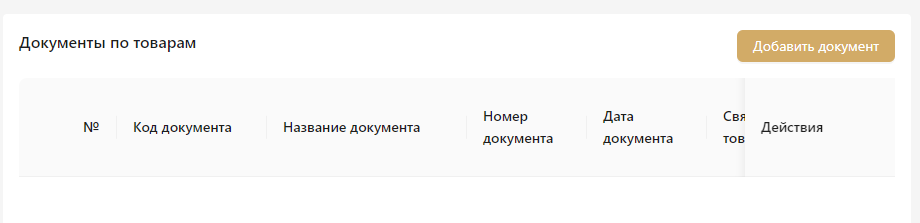 Документы по товарам
Добавить документ
№
Код документа
Название документа
Номер
документа
Дата
документа
Действия